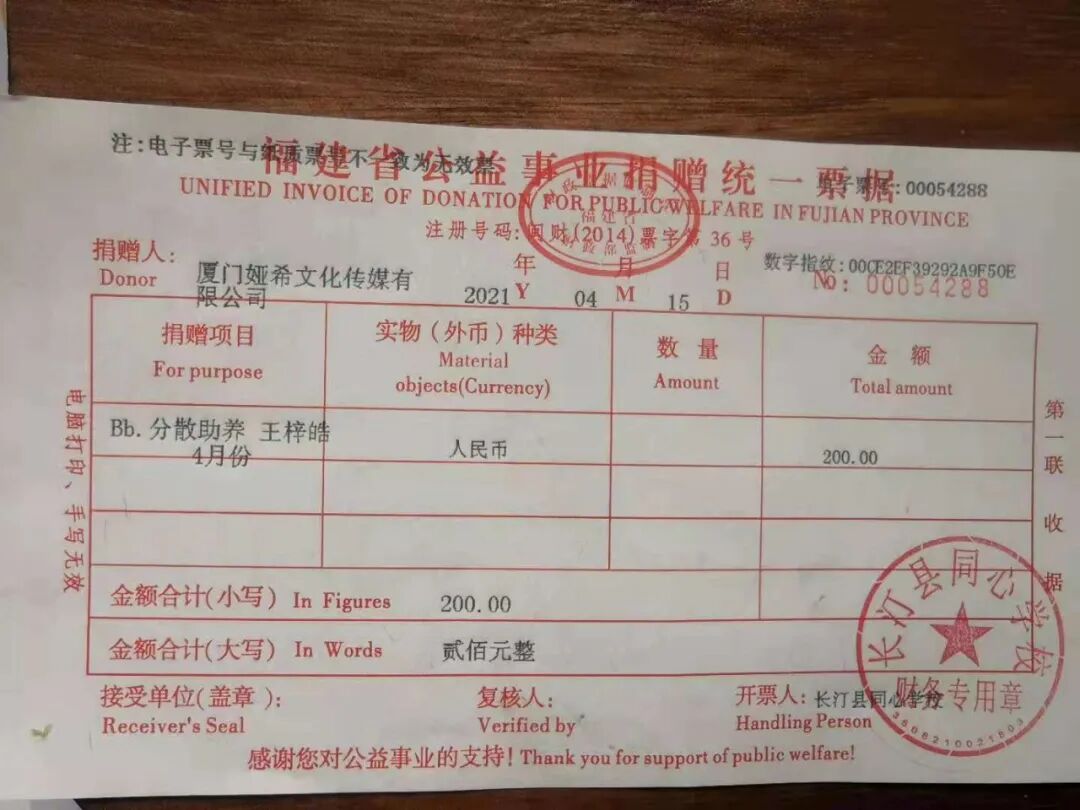 注:电子票号与纸质票号不一致为无效票
福建省公益事业捐赠统一票据
电子票号:00054288
UNIFIED INVOICE OF DONATION FOR PUBLIC WELFARE IN FUJIAN PROVINCE
注册号码:闽财(2014)票字第36号
福建省
捐赠人:
Donor
厦门娅希文化传媒有
限公司
2021 年 Y 04 月 M 15 日 D
数字指纹:00CE2EF39292A9F50E
No: 00054288
捐赠项目 实物(外币)种类 数量 金额
For purpose Material objects(Currency) Amount Total amount
Bb.分散助养 王梓皓 人民币 200.00
4月份
金额合计(小写) In Figures 200.00
金额合计(大写) In Words 贰佰元整
接受单位(盖章): 复核人: 开票人:长汀县同心学校
Receiver's Seal Verified by Handling Person
感谢您对公益事业的支持! Thank you for support of public welfare!
电脑打印、手写无效
第一联 收据
长汀县同心学校
财务专用章